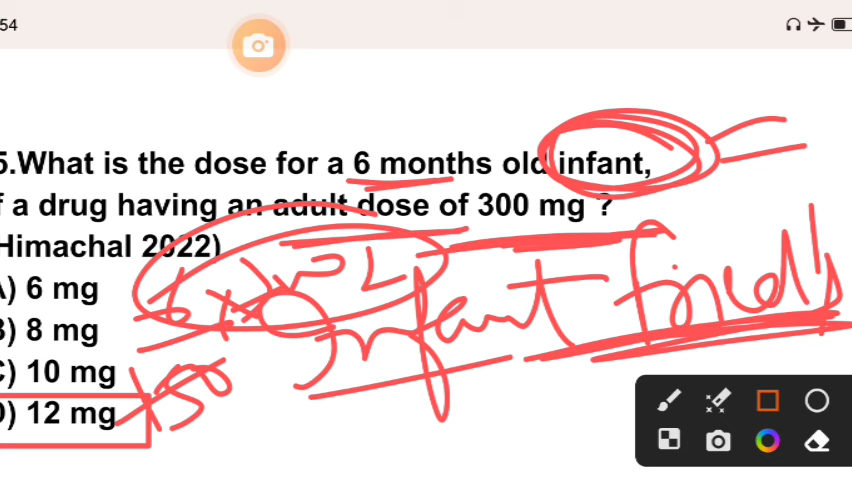 54
5.What is the dose for a 6 months old infant,
f a drug having an adult dose of 300 mg ?
Himachal 2022)
A) 6 mg
B) 8 mg
C) 10 mg
D) 12 mg
150
infant